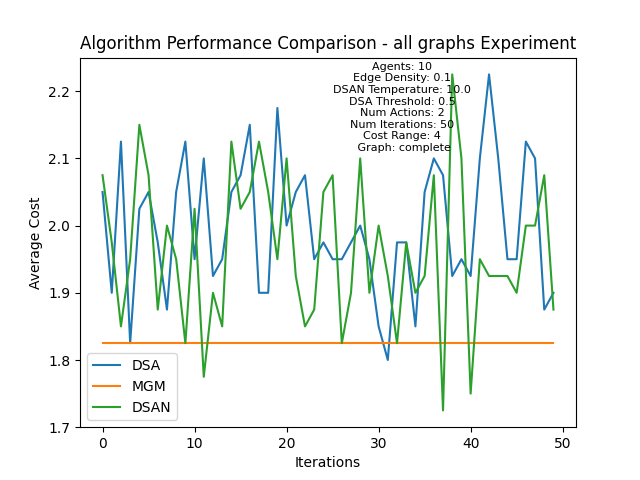 Algorithm Performance Comparison - all graphs Experiment
Agents: 10
Edge Density: 0.1
DSAN Temperature: 10.0
DSA Threshold: 0.5
Num Actions: 2
Num Iterations: 50
Cost Range: 4
Graph: complete
Average Cost
2.2
2.1
2.0
1.9
1.8
1.7
DSA
MGM
DSAN
0 10 20 30 40 50
Iterations